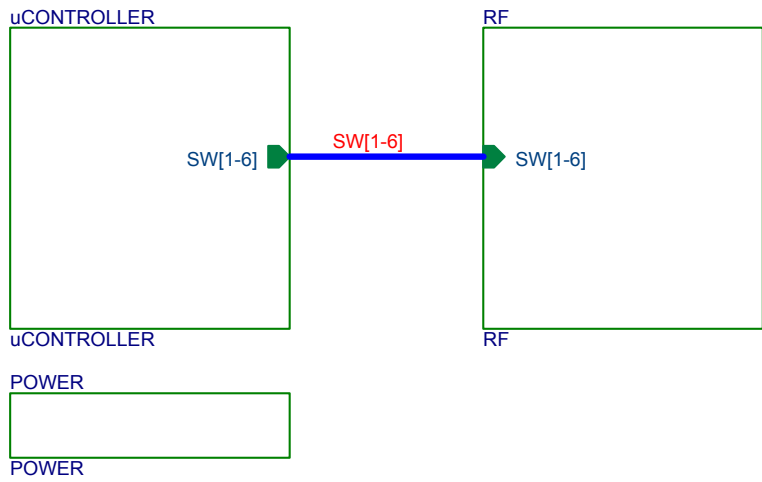 uCONTROLLER
RF
SW[1-6]
SW[1-6]
SW[1-6]
uCONTROLLER
RF
POWER
POWER